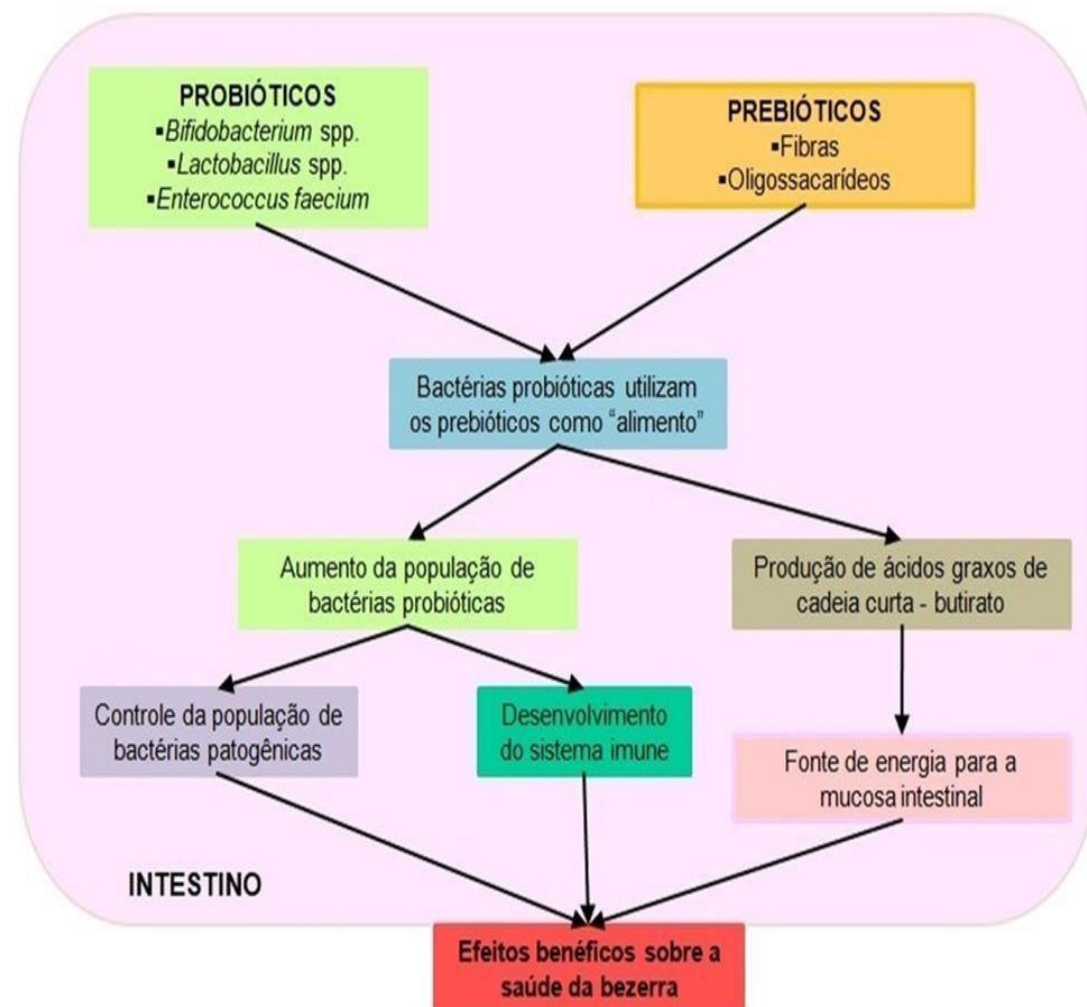 PROBIÓTICOS
▪Bifidobacterium spp.
▪Lactobacillus spp.
▪Enterococcus faecium
PREBIÓTICOS
▪Fibras
▪Oligossacarídeos
Bactérias probióticas utilizam
os prebióticos como “alimento”
Aumento da população de
bactérias probióticas
Produção de ácidos graxos de
cadeia curta - butirato
Controle da população de
bactérias patogênicas
Desenvolvimento
do sistema imune
Fonte de energia para a
mucosa intestinal
INTESTINO
Efeitos benéficos sobre a
saúde da bezerra